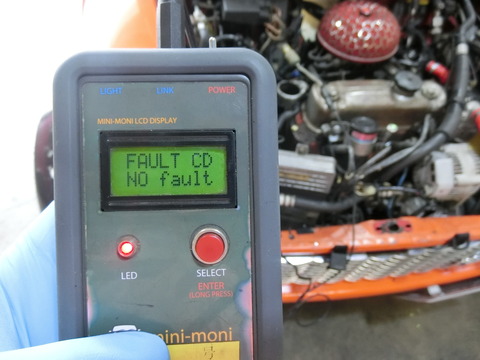 LIGHT LINK POWER
MINI-MONI LCD DISPLAY
FAULT CD
NO fault
LED
SELECT
ENTER
(LONG PRESS)
mini-moni